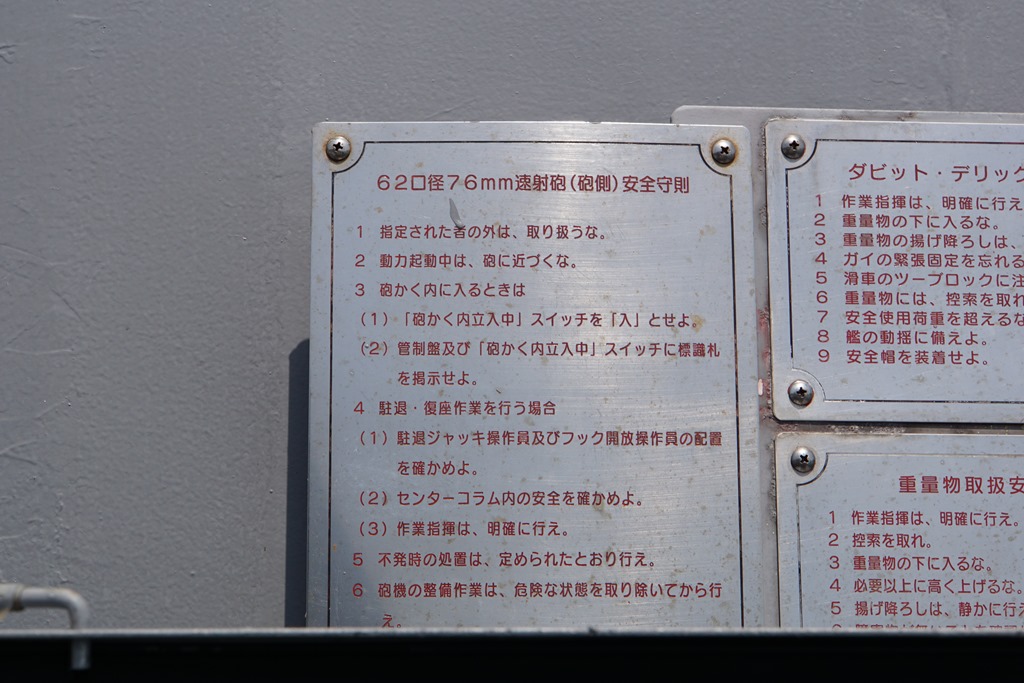 62口径76mm速射砲(砲側)安全守則
1 指定された者の外は、取り扱うな。
2 動力起動中は、砲に近づくな。
3 砲かく内に入るときは
(1)「砲かく内立入中」スイッチを「入」とせよ。
(2)管制盤及び「砲かく内立入中」スイッチに標識札
を掲示せよ。
4 駐退・復座作業を行う場合
(1)駐退ジャッキ操作員及びフック開放操作員の配置
を確かめよ。
(2)センターコラム内の安全を確かめよ。
(3)作業指揮は、明確に行え。
5 不発時の処置は、定められたとおり行え。
6 砲機の整備作業は、危険な状態を取り除いてから行
え。
ダビット・デリック
1 作業指揮は、明確に行え
2 重量物の下に入るな。
3 重量物の揚げ降ろしは、
4 ガイの緊張固定を忘れる
5 滑車のツーブロックに注
6 重量物には、控索を取れ
7 安全使用荷重を超えるな
8 艦の動揺に備えよ。
9 安全帽を装着せよ。
重量物取扱安
1 作業指揮は、明確に行え。
2 控索を取れ。
3 重量物の下に入るな。
4 必要以上に高く上げるな。
5 揚げ降ろしは、静かに行え